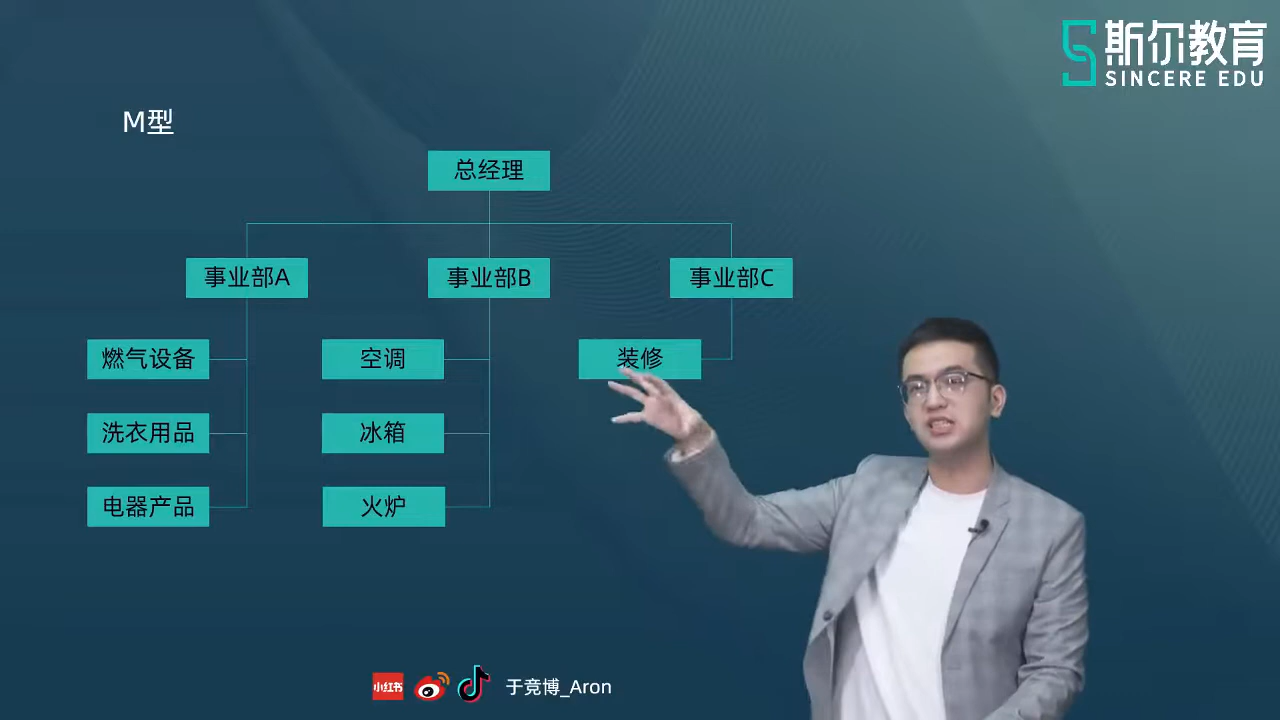 斯尔教育
SINCERE EDU
M型
总经理
事业部A
事业部B
事业部C
燃气设备
空调
装修
洗衣用品
冰箱
电器产品
火炉
小红书
于竞博_Aron